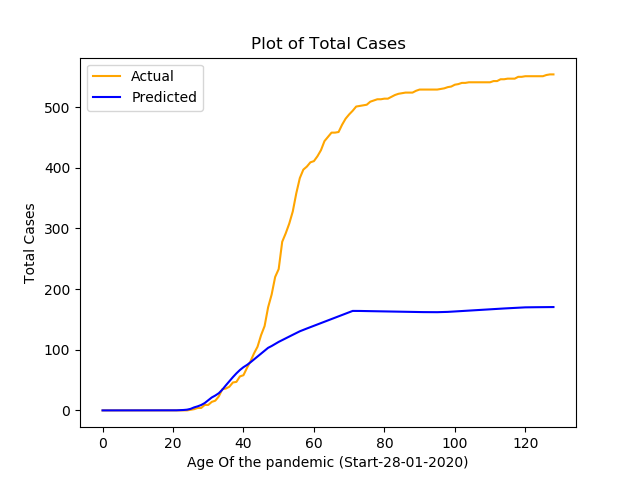 Plot of Total Cases
Actual
Predicted
Total Cases
500
400
300
200
100
0
0 20 40 60 80 100 120
Age Of the pandemic (Start-28-01-2020)